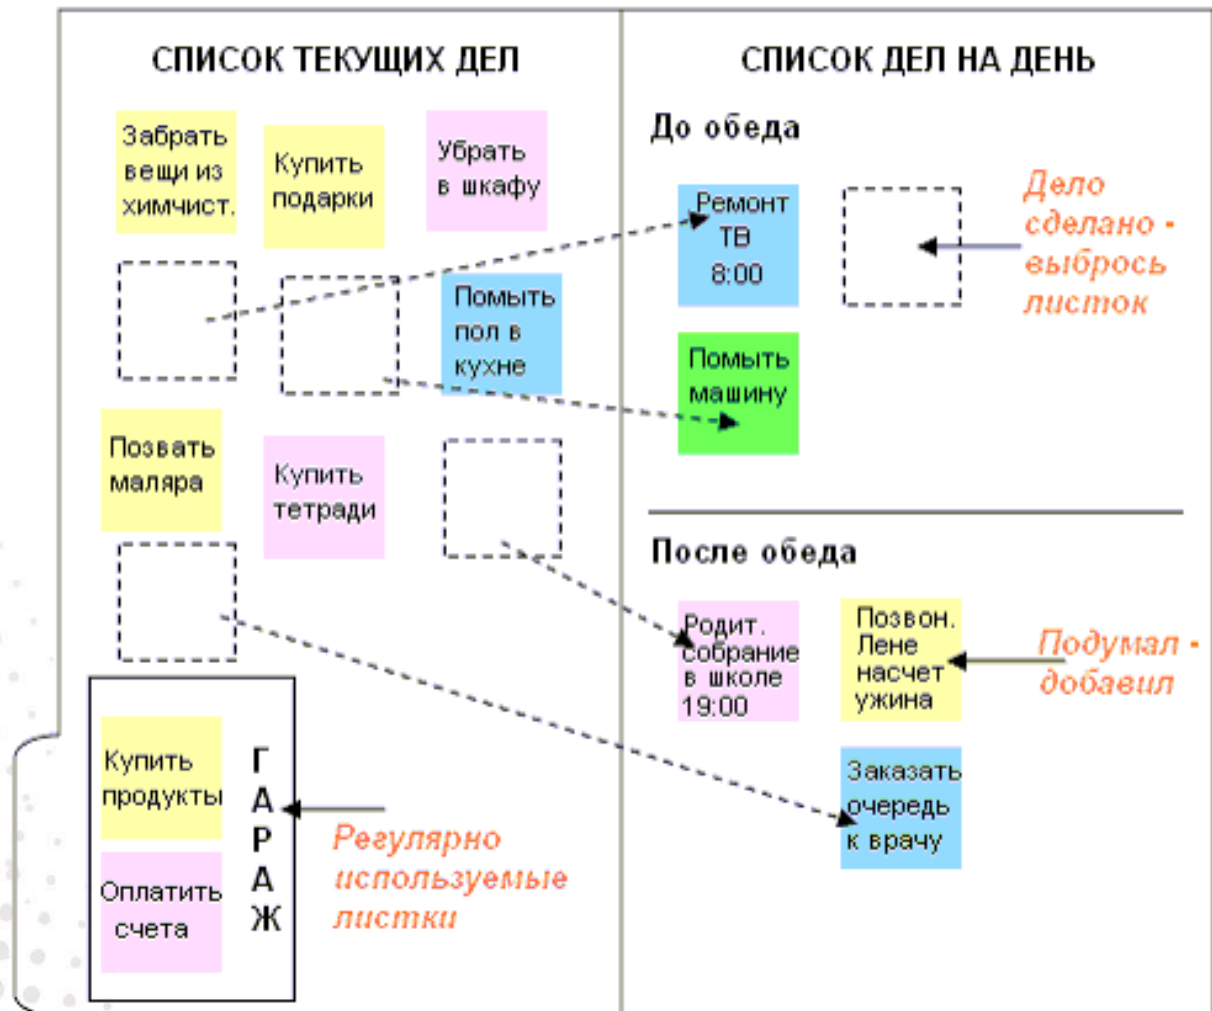 СПИСОК ТЕКУЩИХ ДЕЛ
Забрать
вещи из
химчист.
Купить
подарки
Убрать
в шкафу
Помыть
пол в
кухне
Позвать
маляра
Купить
тетради
Купить
продукты
Оплатить
счета
Г
А
Р
А
Ж
Регулярно
используемые
листки
СПИСОК ДЕЛ НА ДЕНЬ
До обеда
Ремонт
ТВ
8:00
Дело
сделано -
выбрось
листок
Помыть
машину
После обеда
Родит.
собрание
в школе
19:00
Позвон.
Лене
насчет
ужина
Подумал -
добавил
Заказать
очередь
к врачу